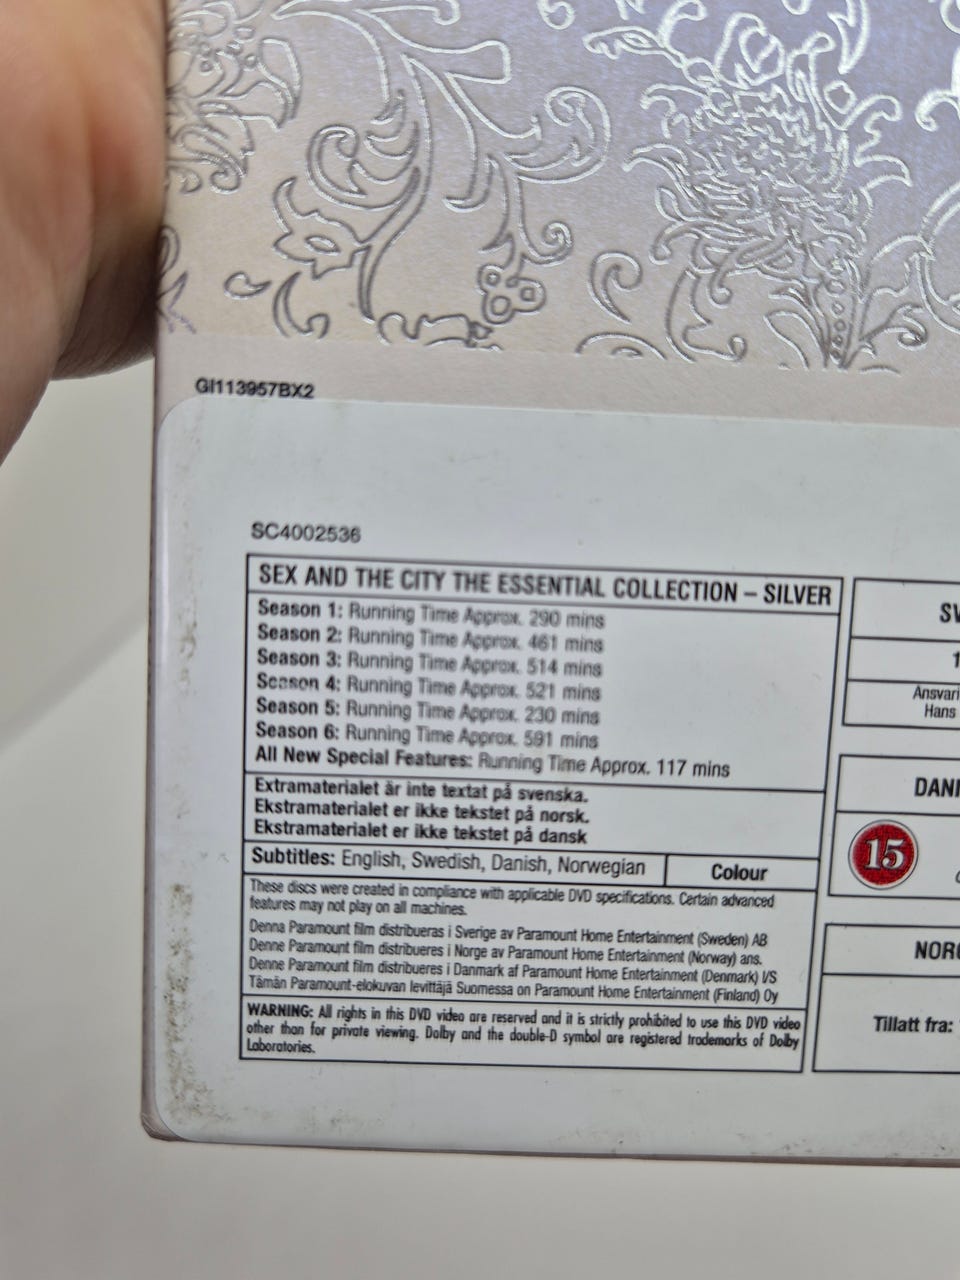 GI113957BX2
SC4002536
SEX AND THE CITY THE ESSENTIAL COLLECTION – SILVER
Season 1: Running Time Approx. 290 mins
Season 2: Running Time Approx. 461 mins
Season 3: Running Time Approx. 514 mins
Season 4: Running Time Approx. 521 mins
Season 5: Running Time Approx. 230 mins
Season 6: Running Time Approx. 591 mins
All New Special Features: Running Time Approx. 117 mins
Extramaterialet är inte textat på svenska.
Ekstramaterialet er ikke tekstet på norsk.
Ekstramaterialet er ikke tekstet på dansk
Subtitles: English, Swedish, Danish, Norwegian
Colour
These discs were created in compliance with applicable DVD specifications. Certain advanced
features may not play on all machines.
Denna Paramount film distribueras i Sverige av Paramount Home Entertainment (Sweden) AB
Denne Paramount film distribueres i Norge av Paramount Home Entertainment (Norway) ans.
Denne Paramount film distribueres i Danmark af Paramount Home Entertainment (Denmark) I/S
Tämän Paramount-elokuvan levittäjä Suomessa on Paramount Home Entertainment (Finland) Oy
WARNING: All rights in this DVD video are reserved and it is strictly prohibited to use this DVD video
other than for private viewing. Dolby and the double-D symbol are registered trademarks of Dolby
Laboratories.
SV
1
Ansvari
Hans
DAN
15
NOR
Tillatt fra: